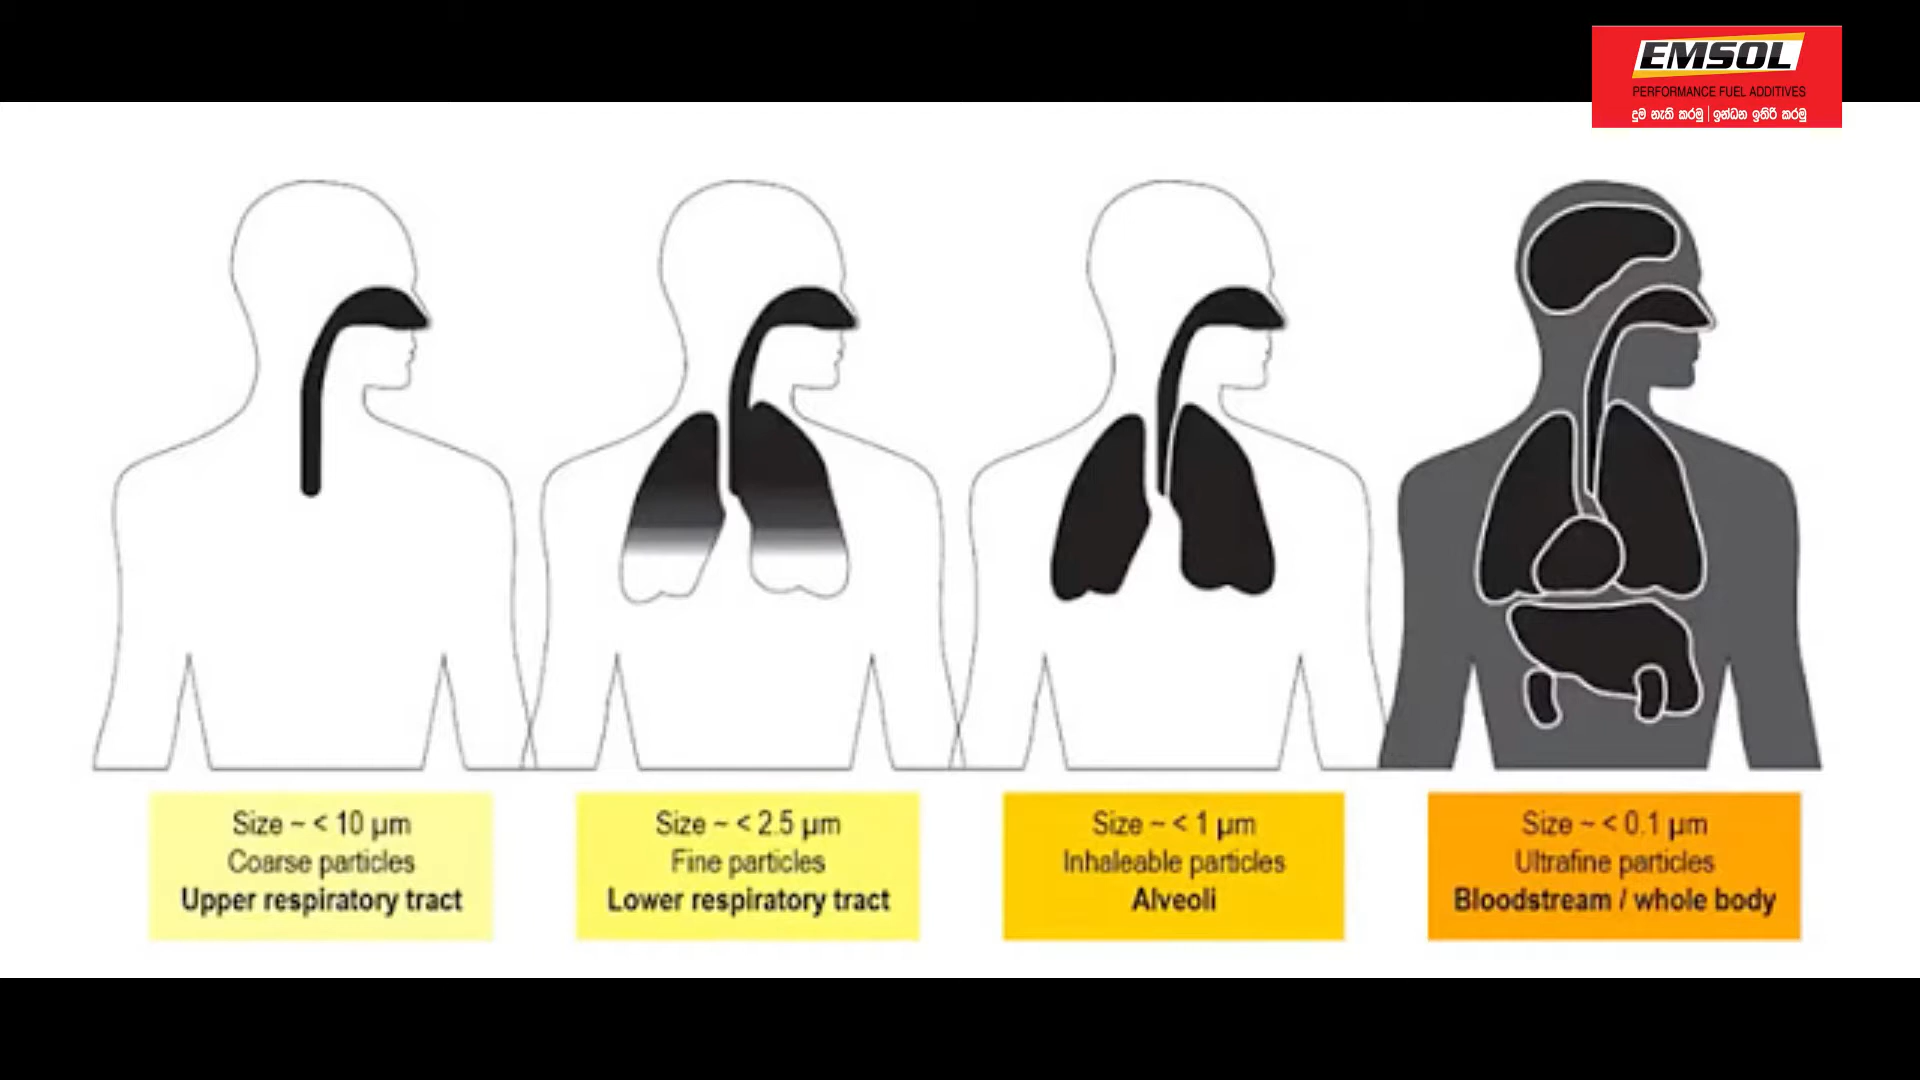 EMSOL
PERFORMANCE FUEL ADDITIVES
දුම නැති කරමු | ඉන්ධන ඉතිරි කරමු
Size ~ < 10 µm
Coarse particles
Upper respiratory tract
Size ~ < 2.5 µm
Fine particles
Lower respiratory tract
Size ~ < 1 µm
Inhaleable particles
Alveoli
Size ~ < 0.1 µm
Ultrafine particles
Bloodstream / whole body